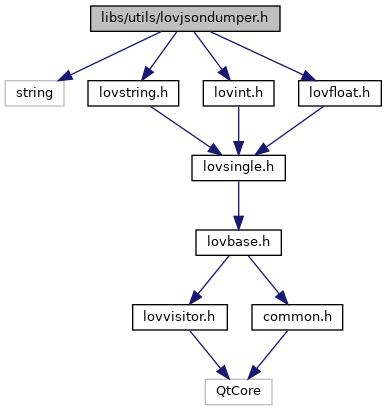 libs/utils/lovjsondumper.h
string
lovstring.h
lovint.h
lovfloat.h
lovsingle.h
lovbase.h
lovvisitor.h
common.h
QtCore